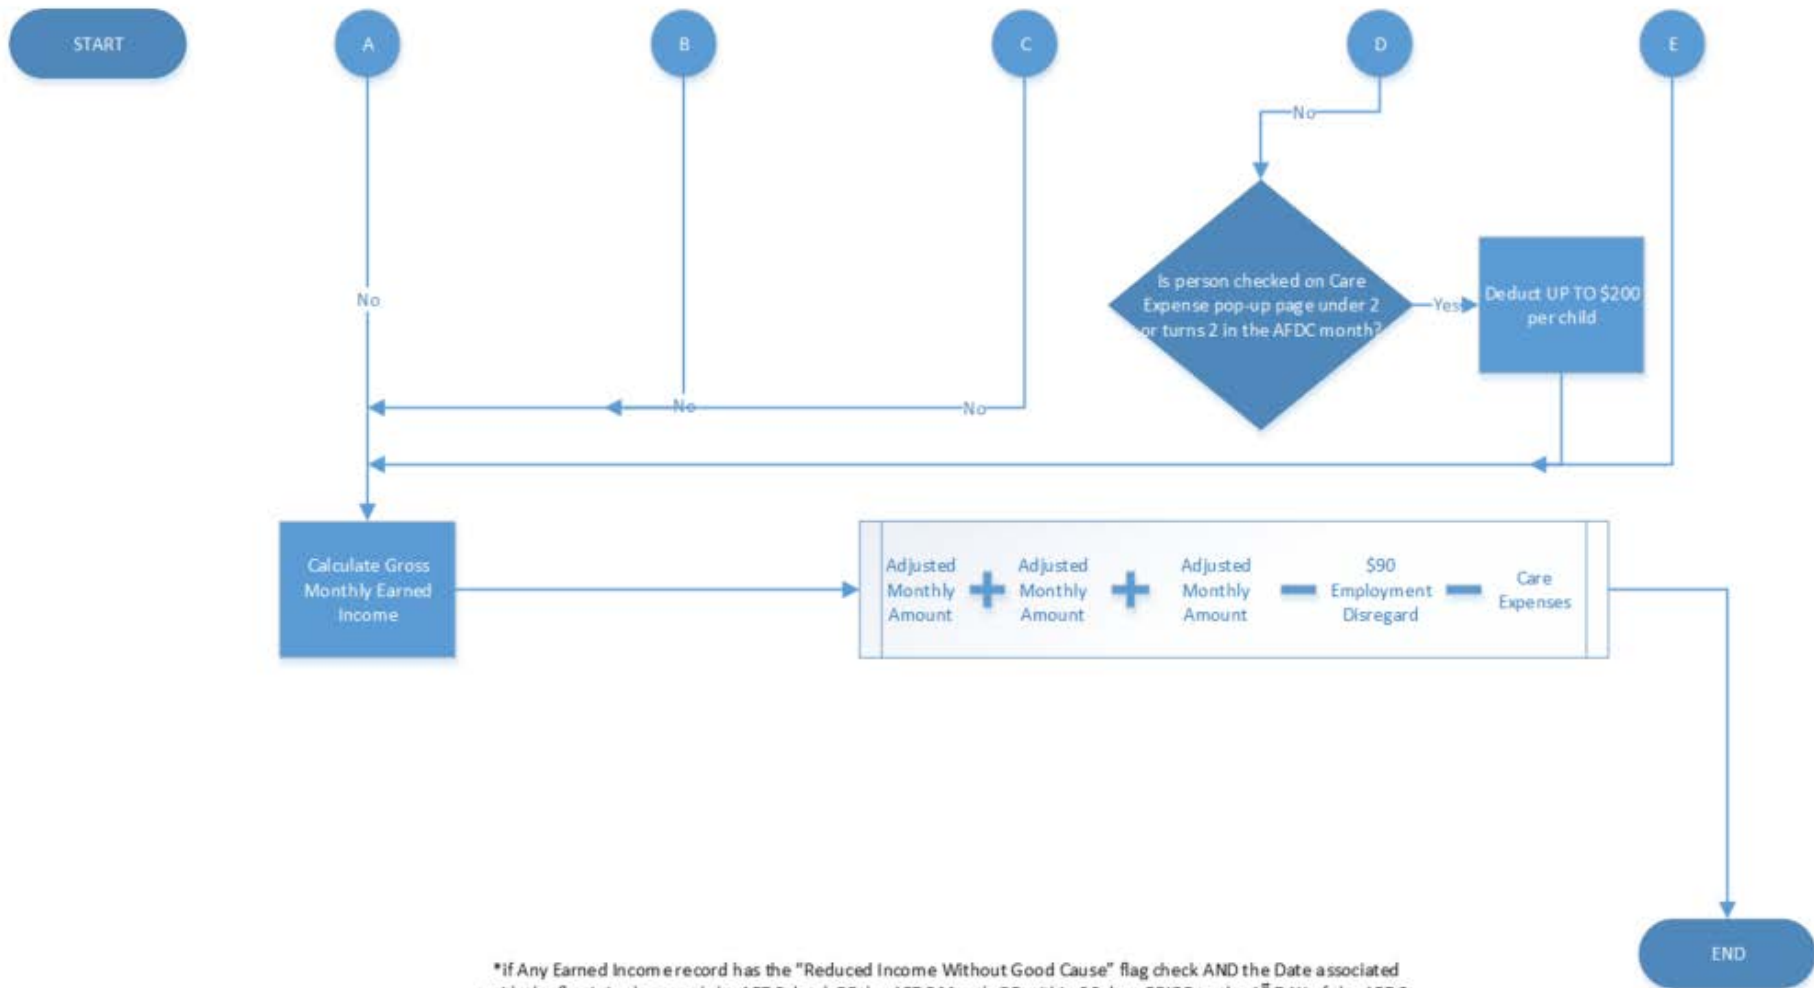 START
A
B
C
D
E
No
No
Is person checked on Care
Expense pop-up page under 2
or turns 2 in the AFDC month?
Yes
Deduct UP TO $200
per child
No
No
Calculate Gross
Monthly Earned
Income
Adjusted
Monthly
Amount
+
Adjusted
Monthly
Amount
+
Adjusted
Monthly
Amount
−
$90
Employment
Disregard
−
Care
Expenses
END
*if Any Earned Income record has the "Reduced Income Without Good Cause" flag check AND the Date associated